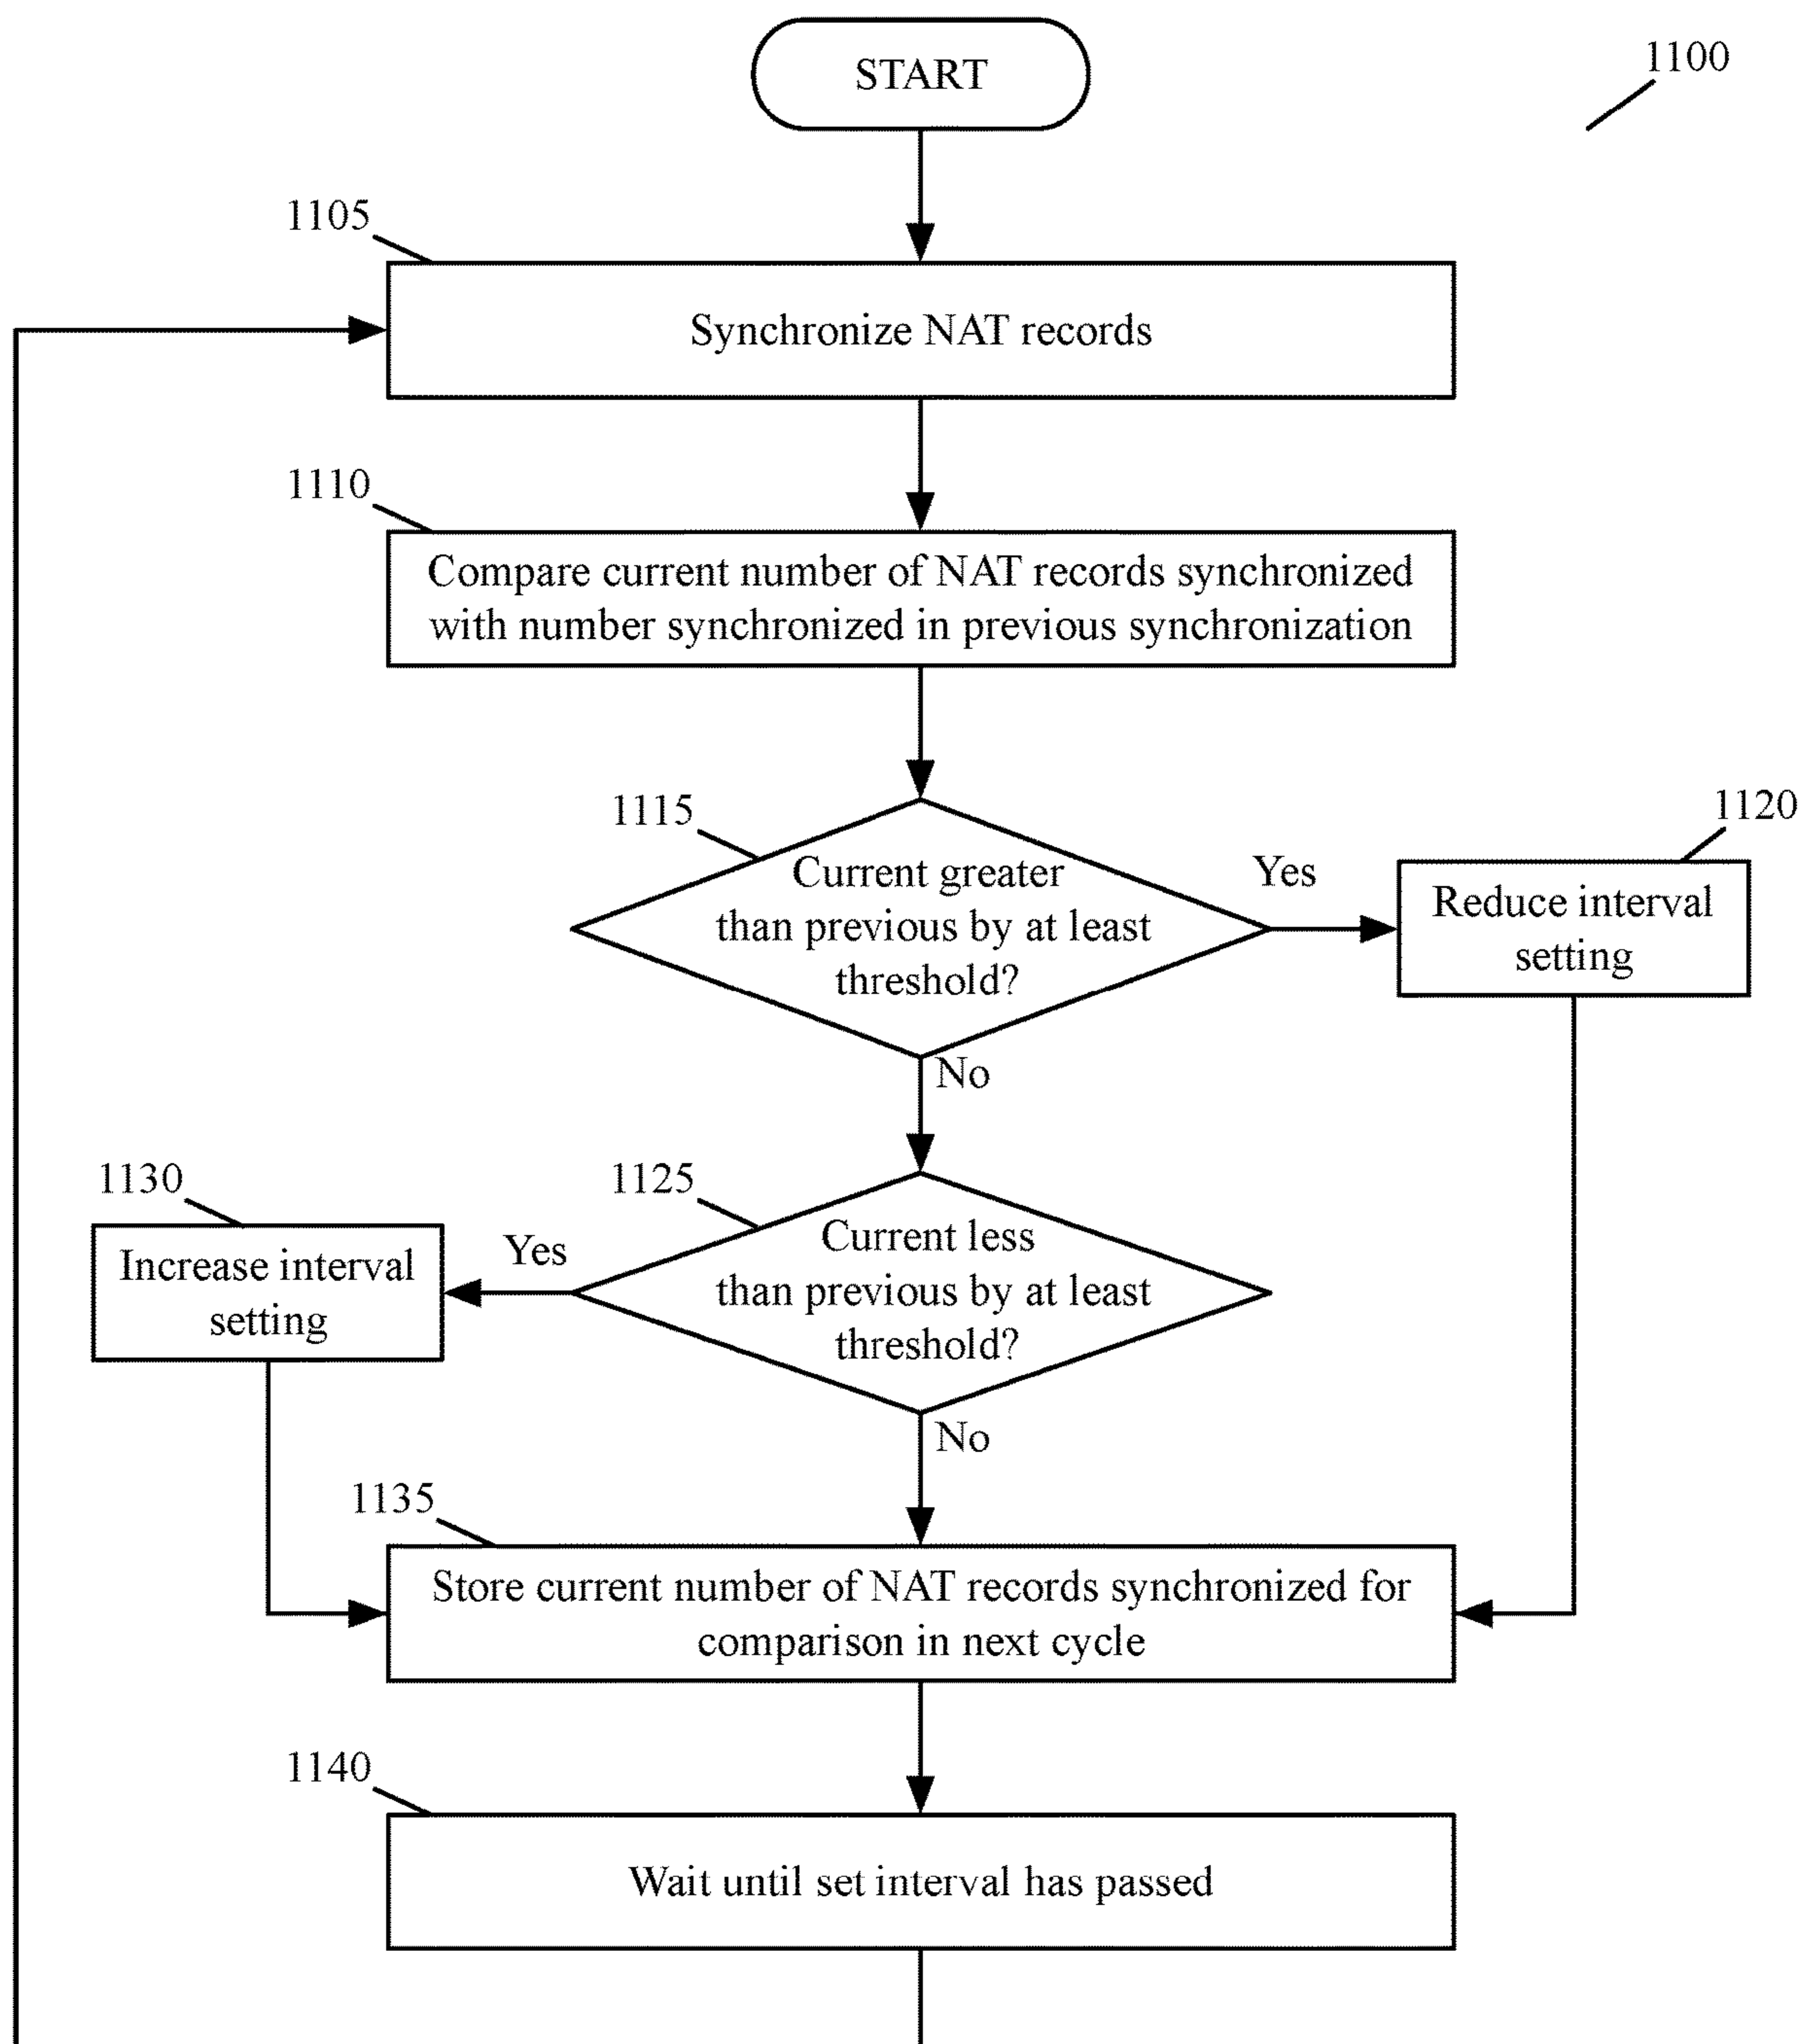 START
1100
1105
Synchronize NAT records
1110
Compare current number of NAT records synchronized
with number synchronized in previous synchronization
1115
Current greater
than previous by at least
threshold?
Yes
1120
Reduce interval
setting
No
1130
Increase interval
setting
Yes
1125
Current less
than previous by at least
threshold?
No
1135
Store current number of NAT records synchronized for
comparison in next cycle
1140
Wait until set interval has passed